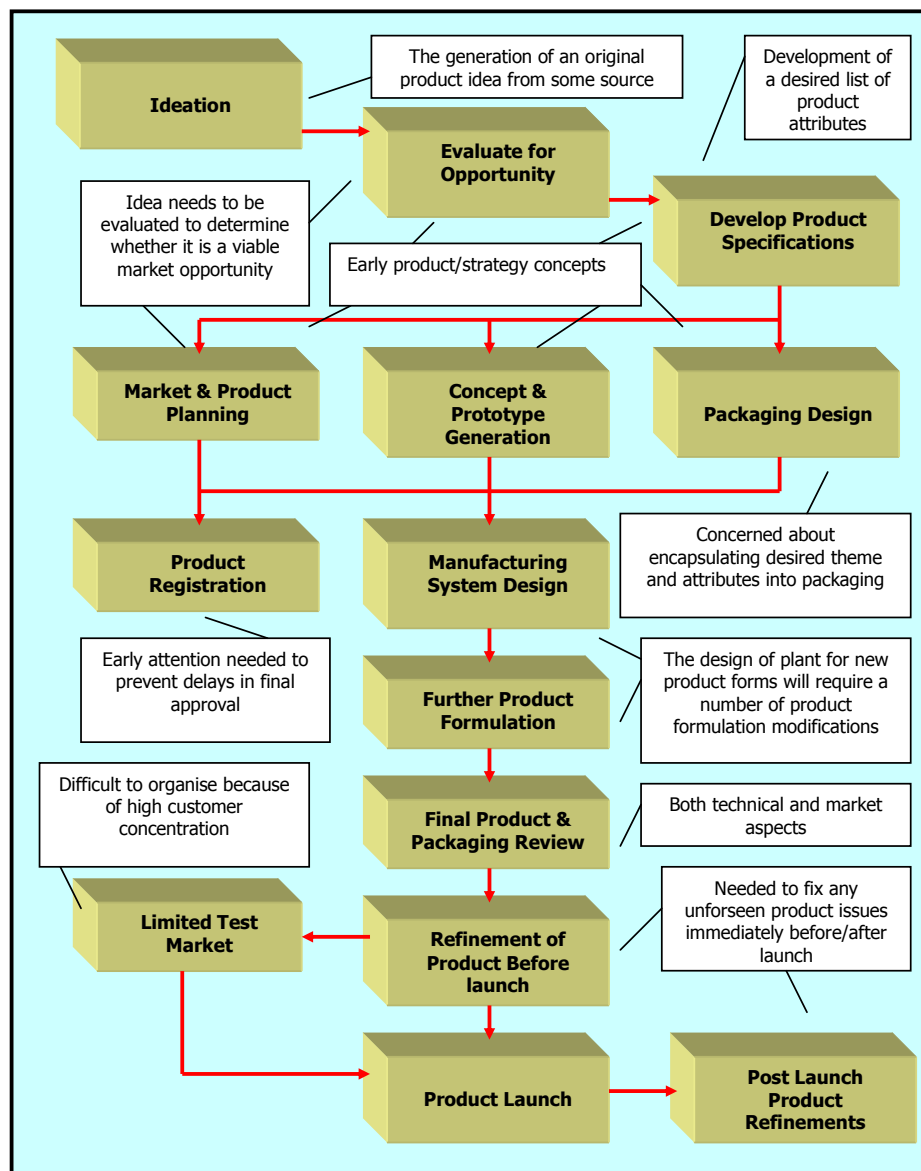 The generation of an original
product idea from some source
Development of
a desired list of
product
attributes
Ideation
Evaluate for
Opportunity
Idea needs to be
evaluated to determine
whether it is a viable
market opportunity
Early product/strategy concepts
Develop Product
Specifications
Market & Product
Planning
Concept &
Prototype
Generation
Packaging Design
Product
Registration
Manufacturing
System Design
Concerned about
encapsulating desired theme
and attributes into packaging
Early attention needed to
prevent delays in final
approval
Further Product
Formulation
The design of plant for new
product forms will require a
number of product
formulation modifications
Difficult to organise because
of high customer
concentration
Final Product &
Packaging Review
Both technical and market
aspects
Limited Test
Market
Refinement of
Product Before
launch
Needed to fix any
unforseen product issues
immediately before/after
launch
Product Launch
Post Launch
Product
Refinements